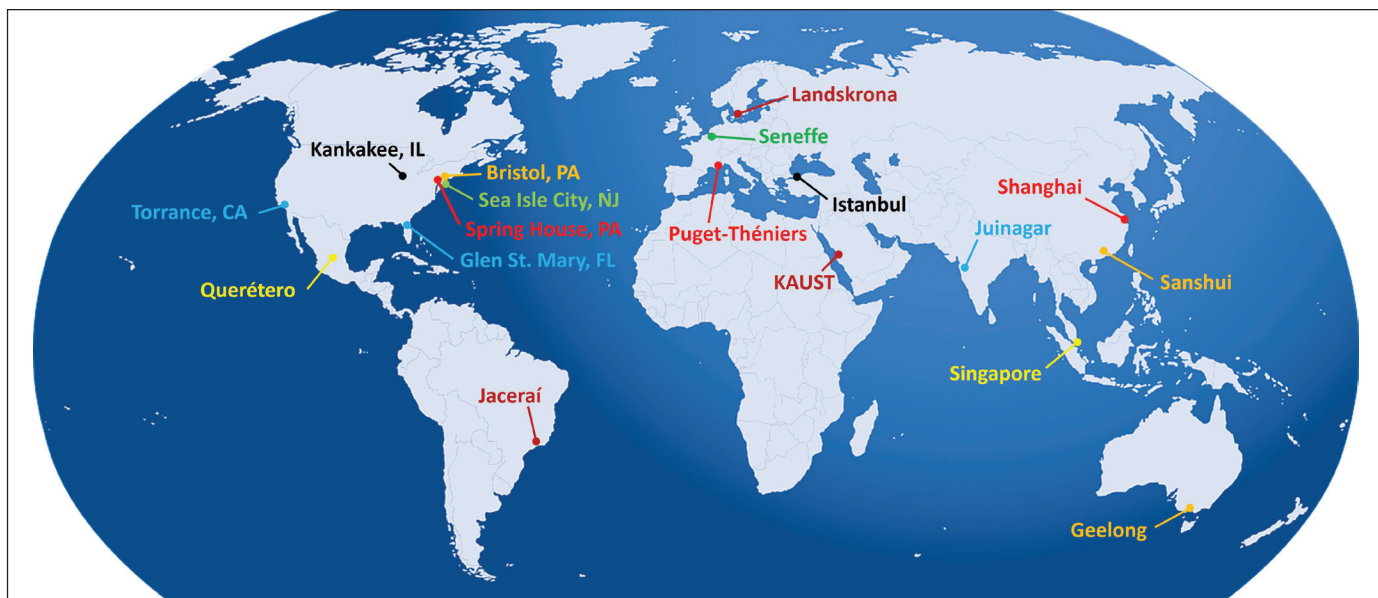 Landskrona
Seneffe
Kankakee, IL
Bristol, PA
Shanghai
Sea Isle City, NJ
Istanbul
Torrance, CA
Spring House, PA
Puget-Théniers
Juinagar
Glen St. Mary, FL
KAUST
Sanshui
Querétero
Singapore
Jaceraí
Geelong